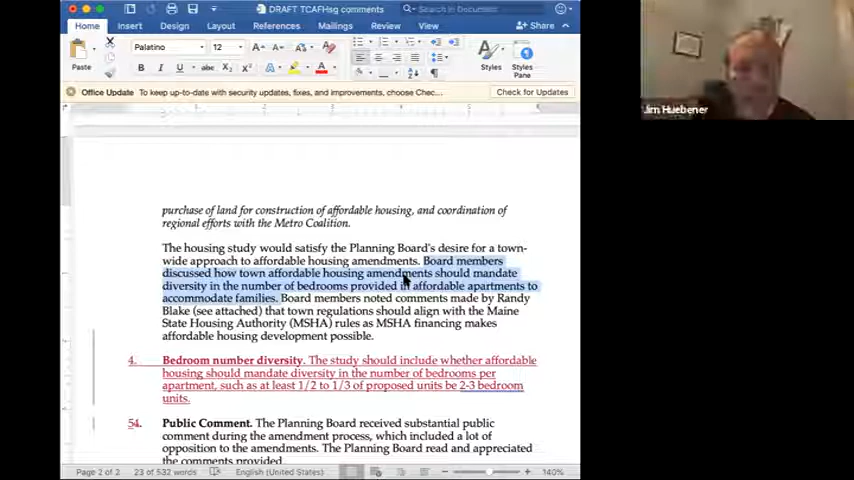 DRAFT TCAFHsg comments
Search in Document
Home Insert Design Layout References Mailings Review View Share
Palatino 12
Paste
Styles
Styles Pane
Office Update To keep up-to-date with security updates, fixes, and improvements, choose Chec... Check for Updates
purchase of land for construction of affordable housing, and coordination of
regional efforts with the Metro Coalition.
The housing study would satisfy the Planning Board's desire for a town-
wide approach to affordable housing amendments. Board members
discussed how town affordable housing amendments should mandate
diversity in the number of bedrooms provided in affordable apartments to
accommodate families. Board members noted comments made by Randy
Blake (see attached) that town regulations should align with the Maine
State Housing Authority (MSHA) rules as MSHA financing makes
affordable housing development possible.
4. Bedroom number diversity. The study should include whether affordable
housing should mandate diversity in the number of bedrooms per
apartment, such as at least 1/2 to 1/3 of proposed units be 2-3 bedroom
units.
54. Public Comment. The Planning Board received substantial public
comment during the amendment process, which included a lot of
opposition to the amendments. The Planning Board read and appreciated
the comments provided.
Page 2 of 2 23 of 532 words English (United States) 140%
Jim Huebener